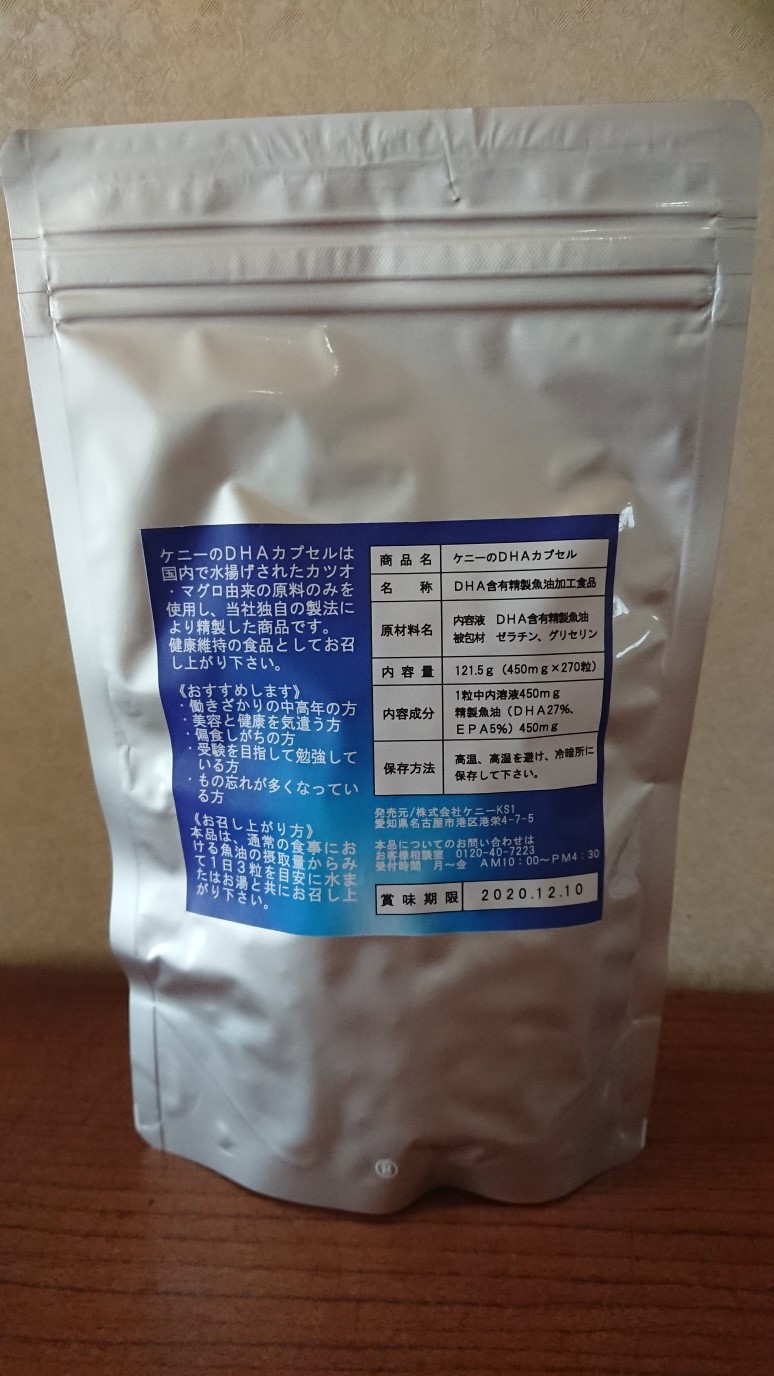 ケニーのDHAカプセルは
国内で水揚げされたカツオ
・マグロ由来の原料のみを
使用し、当社独自の製法に
より精製した商品です。
健康維持の食品としてお召
し上がり下さい。
《おすすめします》
・働きざかりの中高年の方
・美容と健康を気遣う方
・偏食しがちの方
・受験を目指して勉強して
いる方
・もの忘れが多くなってい
る方
《お召し上がり方》
本品は、通常の食事にお
ける魚油の摂取量からみ
て1日3粒を目安に水ま
たはお湯と共にお召し上
がり下さい。
商品名 ケニーのDHAカプセル
名称 DHA含有精製魚油加工食品
原材料名 内容液 DHA含有精製魚油
被包材 ゼラチン、グリセリン
内容量 121.5g(450mg×270粒)
内容成分 1粒中内溶液450mg
精製魚油(DHA27%、
EPA5%)450mg
保存方法 高温、高湿を避け、冷暗所に
保存して下さい。
発売元/株式会社ケニーKS1
愛知県名古屋市港区港栄4-7-5
本品についてのお問い合わせは
お客様相談室 0120-40-7223
受付時間 月〜金 AM10:00〜PM4:30
賞味期限 2020.12.10